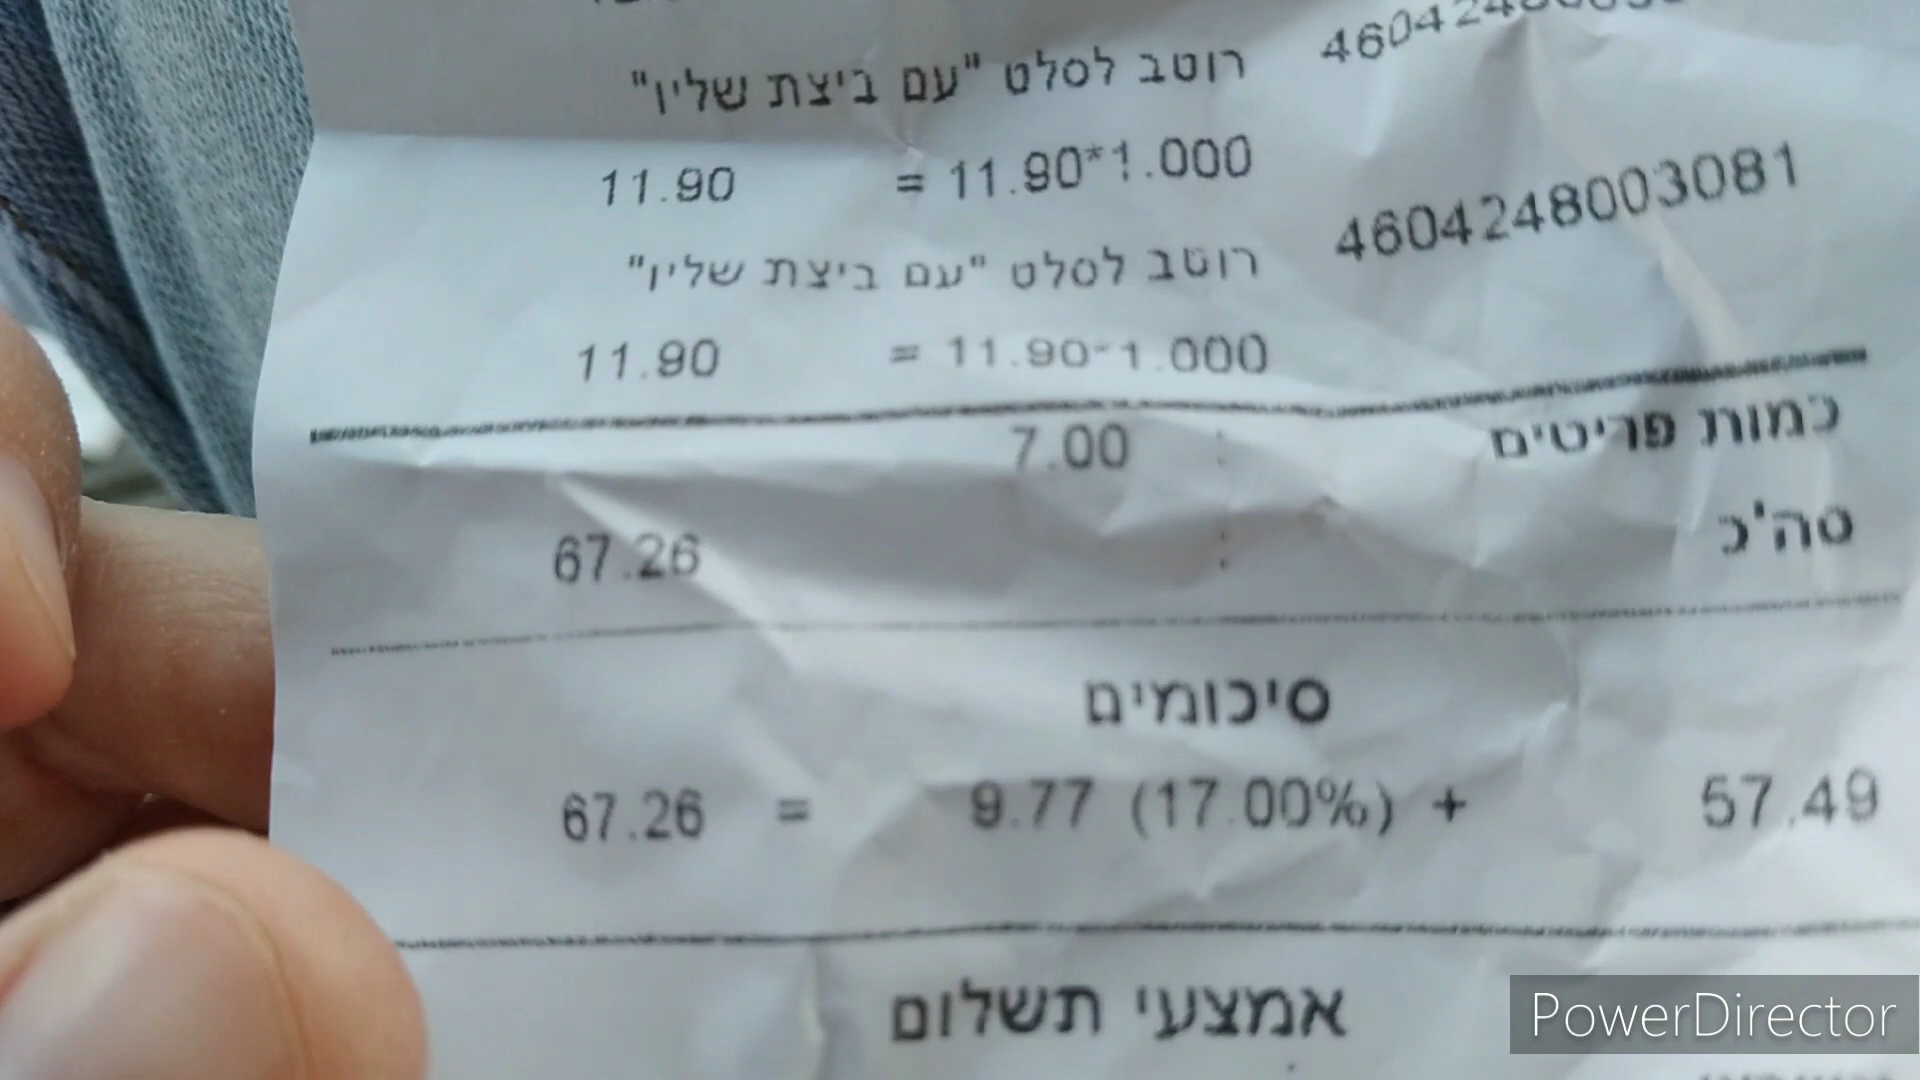 רוטב לסלט "עם ביצת שליו"
11.90 = 11.90*1.000
4604248003081 רוטב לסלט "עם ביצת שליו"
11.90 = 11.90*1.000
כמות פריטים : 7.00
סה'כ : 67.26
סיכומים
67.26 = 9.77 (17.00%) + 57.49
אמצעי תשלום
PowerDirector